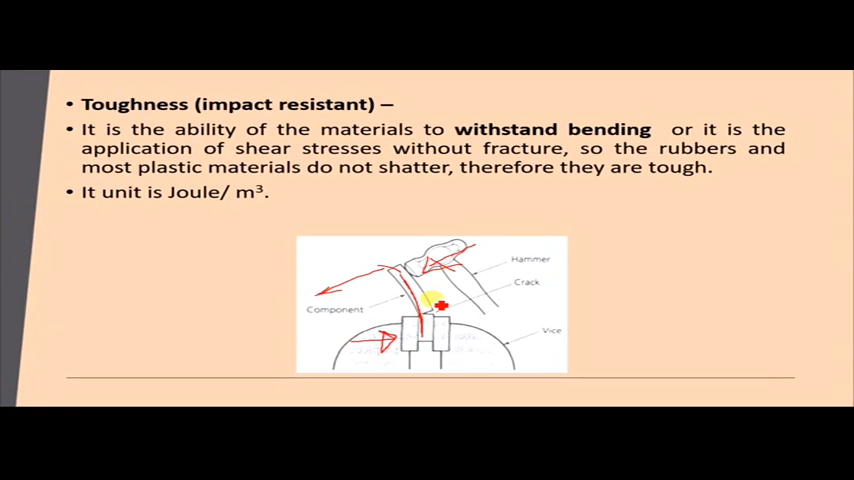 • Toughness (impact resistant) –
• It is the ability of the materials to withstand bending or it is the
application of shear stresses without fracture, so the rubbers and
most plastic materials do not shatter, therefore they are tough.
• It unit is Joule/ m³.
Hammer
Crack
Component
Vice